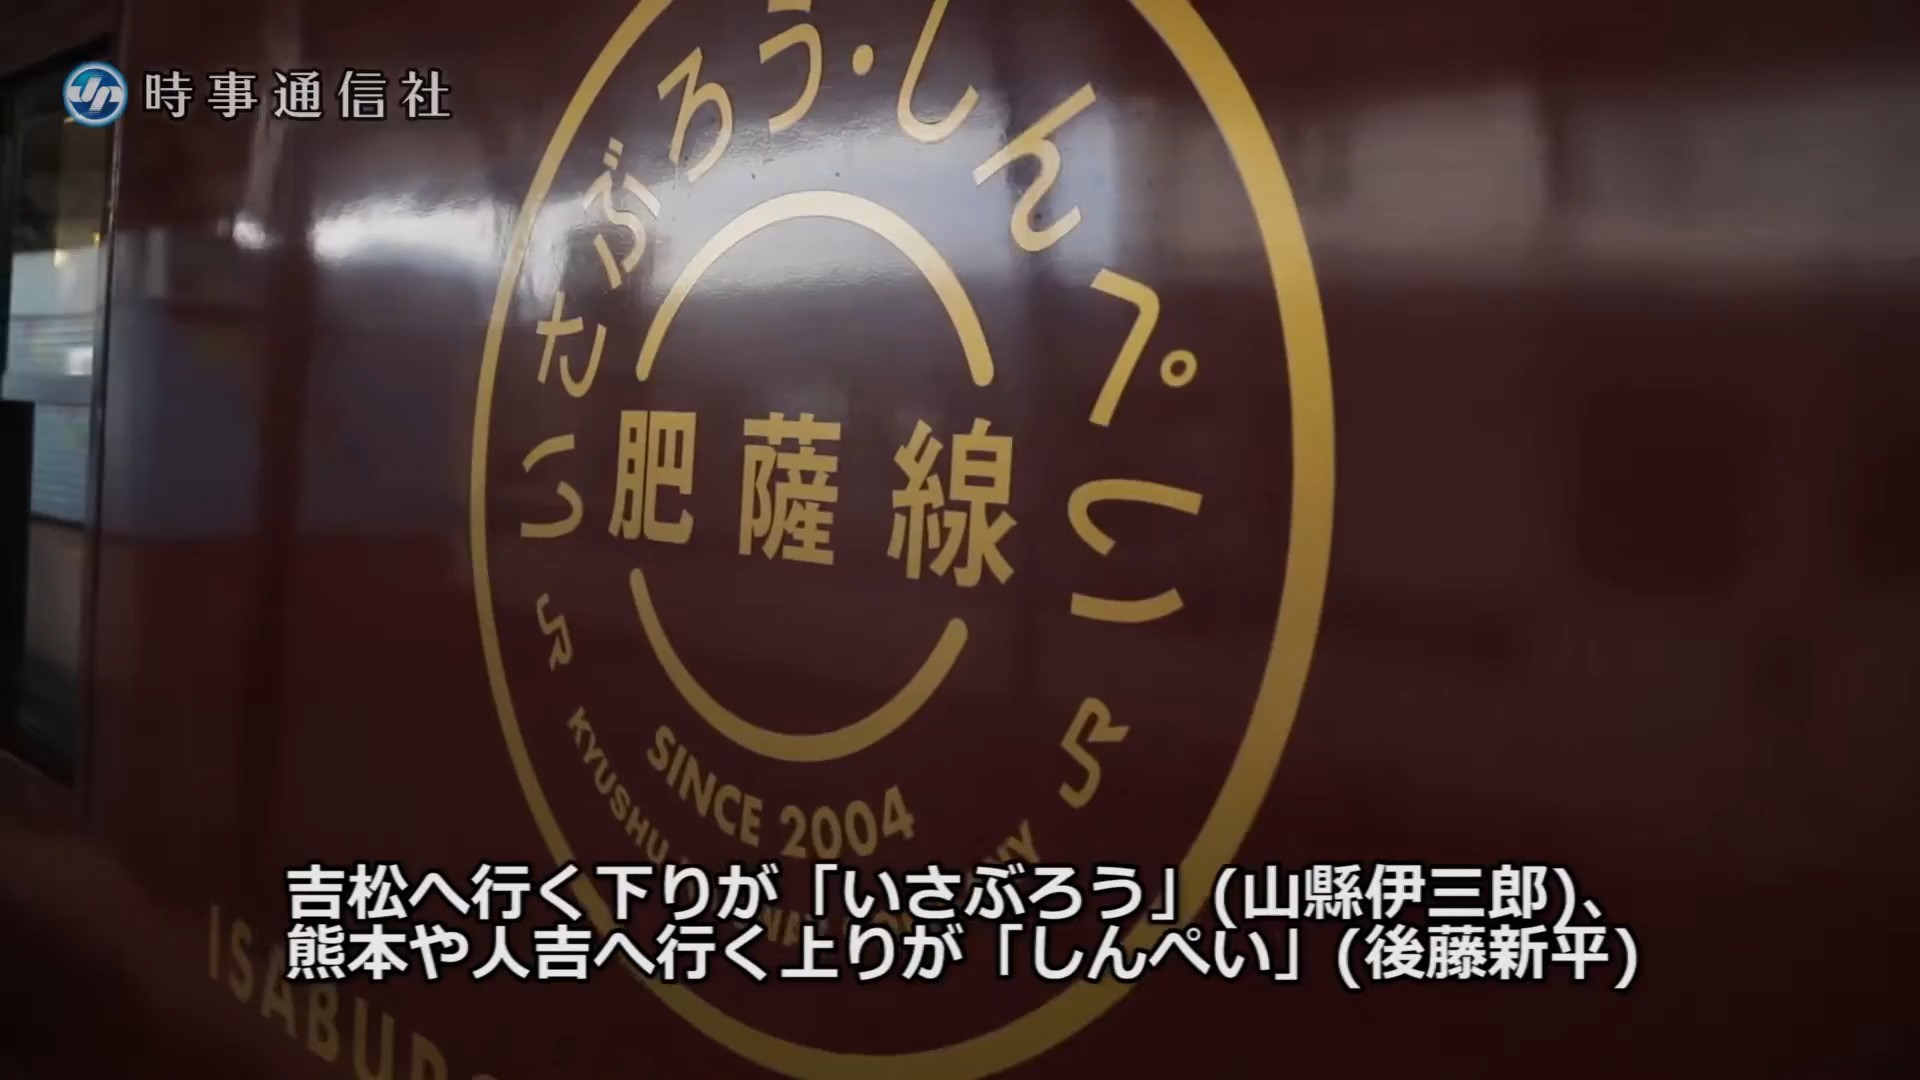 時事通信社
いさぶろう・しんぺい
肥薩線
JR
JR
SINCE 2004
KYUSHU
吉松へ行く下りが「いさぶろう」(山縣伊三郎)、
熊本や人吉へ行く上りが「しんぺい」(後藤新平)